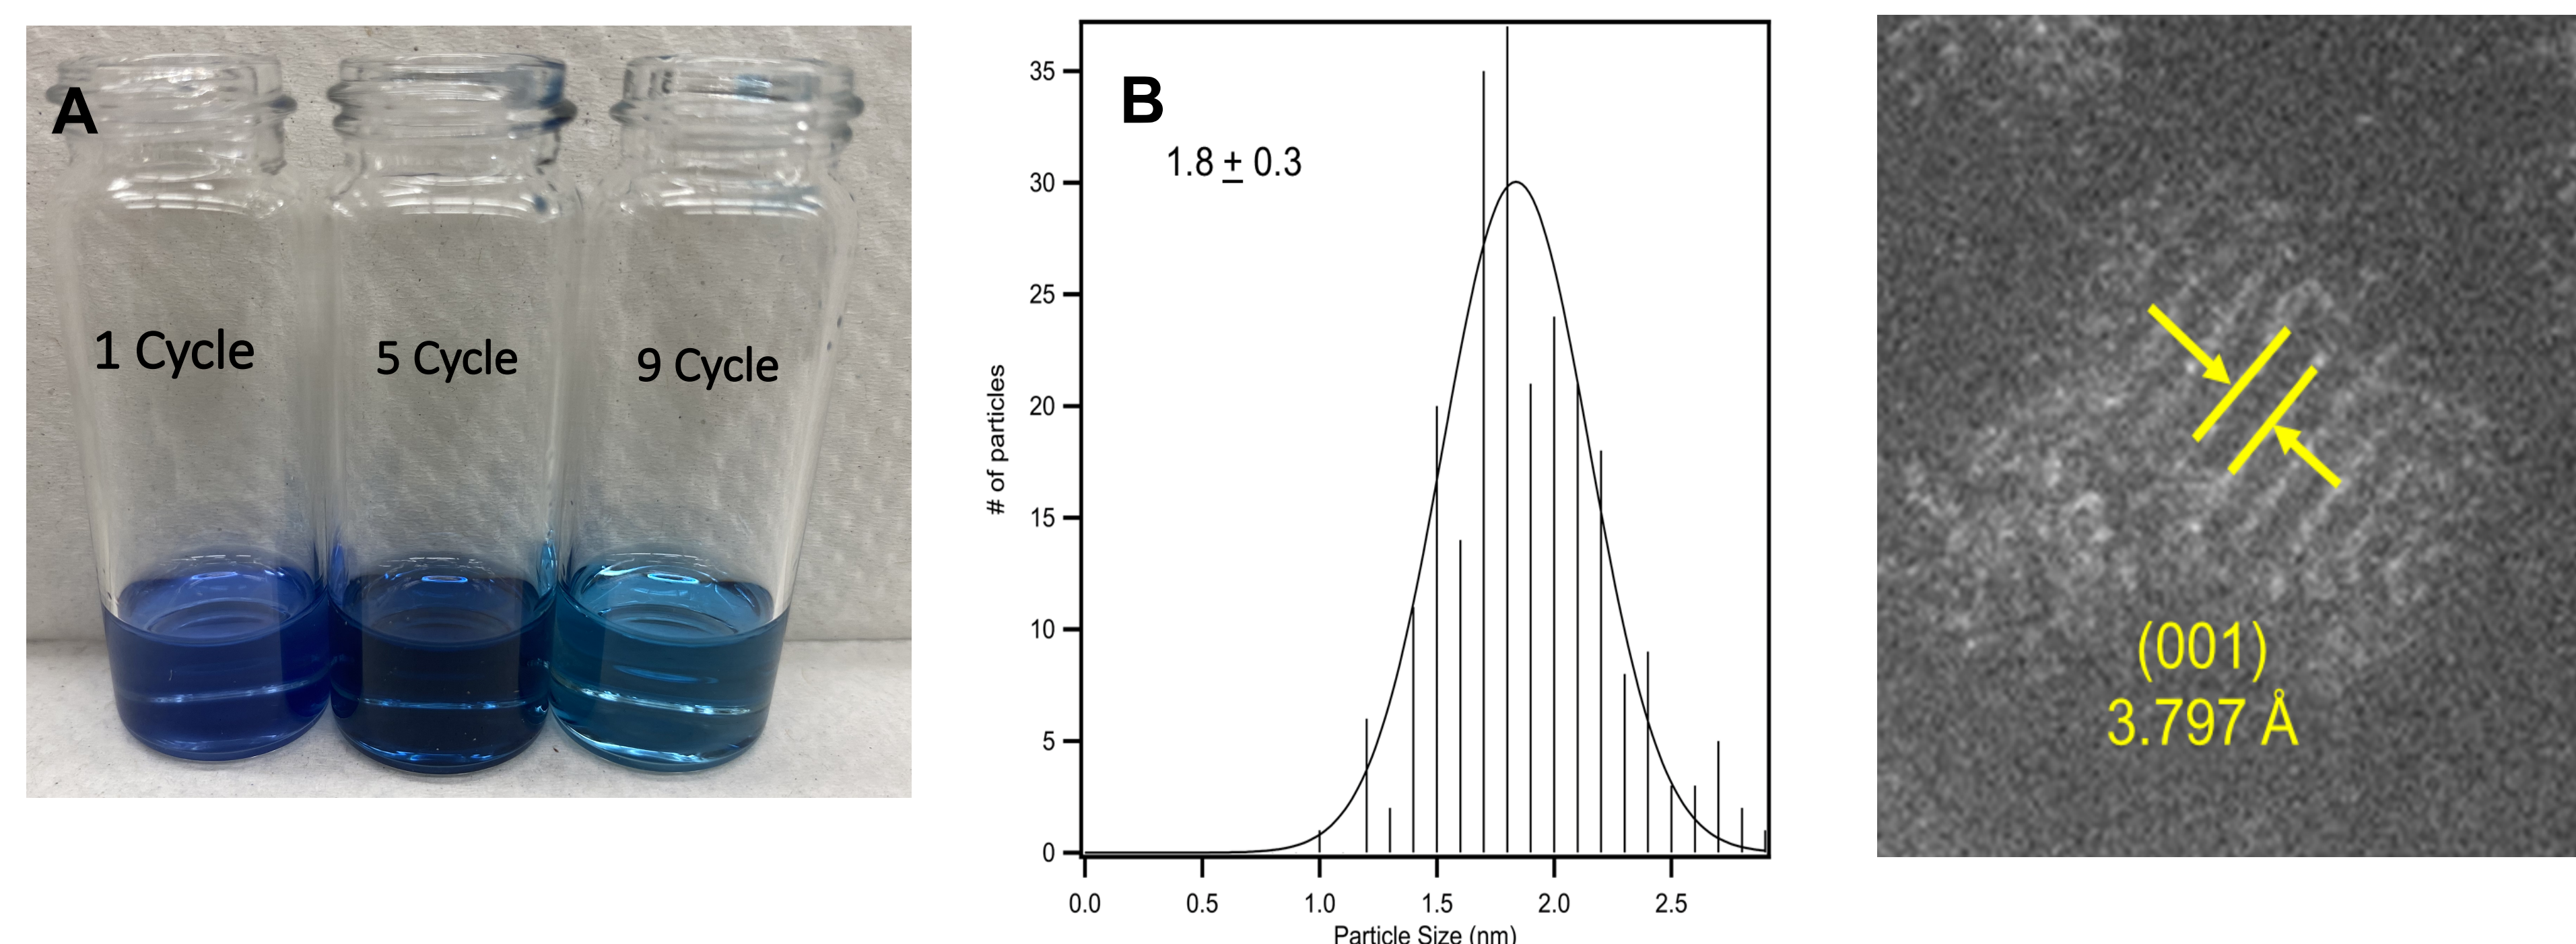 A
1 Cycle
5 Cycle
9 Cycle
B
1.8 ± 0.3
# of particles
35
30
25
20
15
10
5
0
0.0 0.5 1.0 1.5 2.0 2.5
Particle Size (nm)
(001)
3.797 Å